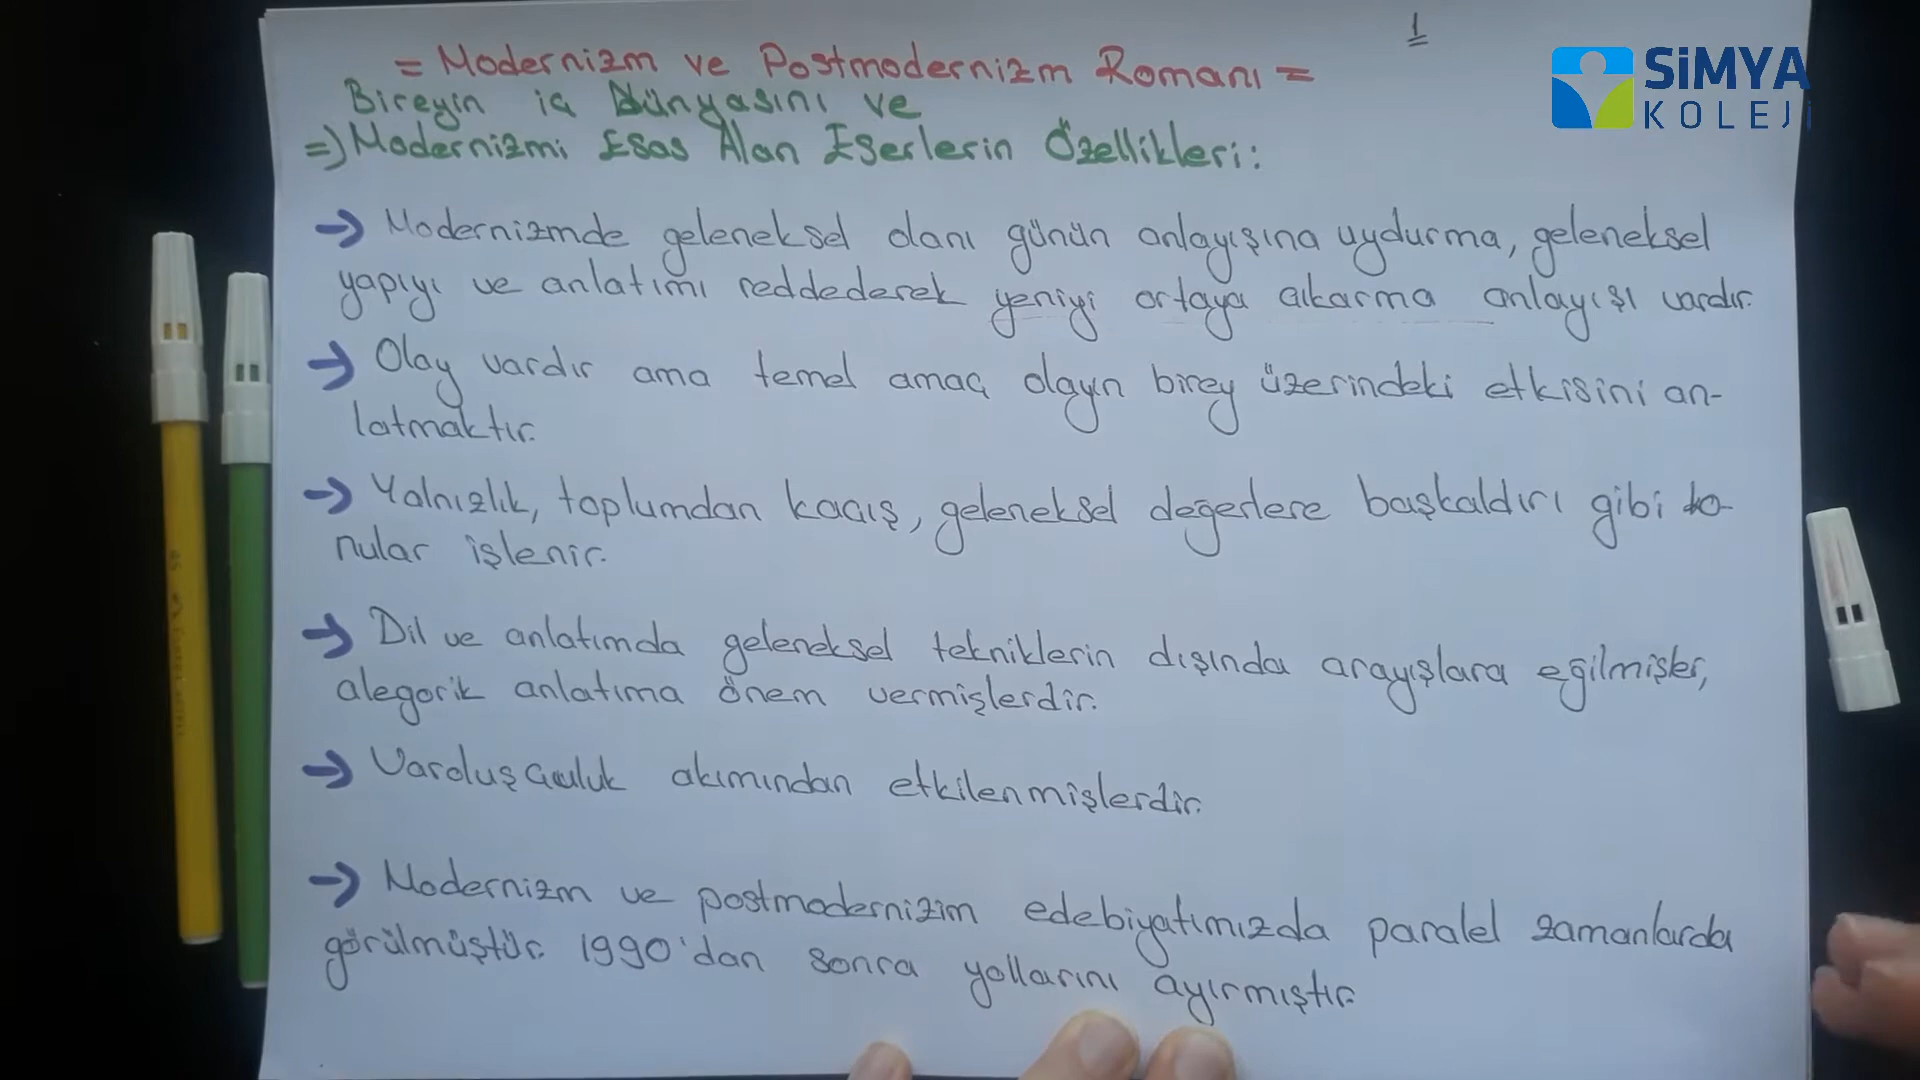 1
= Modernizm ve Postmodernizm Romanı =
SİMYA
KOLEJİ
Bireyin iç Dünyasını ve
=> Modernizmi Esas Alan Eserlerin Özellikleri:
→ Modernizmde geleneksel olanı günün anlayışına uydurma, geleneksel
yapıyı ve anlatımı reddederek yeniyi ortaya çıkarma anlayışı vardır.
→ Olay vardır ama temel amaç olayın birey üzerindeki etkisini an-
latmaktır.
→ Yalnızlık, toplumdan kaçış, geleneksel değerlere başkaldırı gibi ko-
nular işlenir.
→ Dil ve anlatımda geleneksel tekniklerin dışında arayışlara eğilmişler,
alegorik anlatıma önem vermişlerdir.
→ Varoluşçuluk akımından etkilenmişlerdir.
→ Modernizm ve postmodernizim edebiyatımızda paralel zamanlarda
görülmüştür. 1990'dan sonra yollarını ayırmıştır.